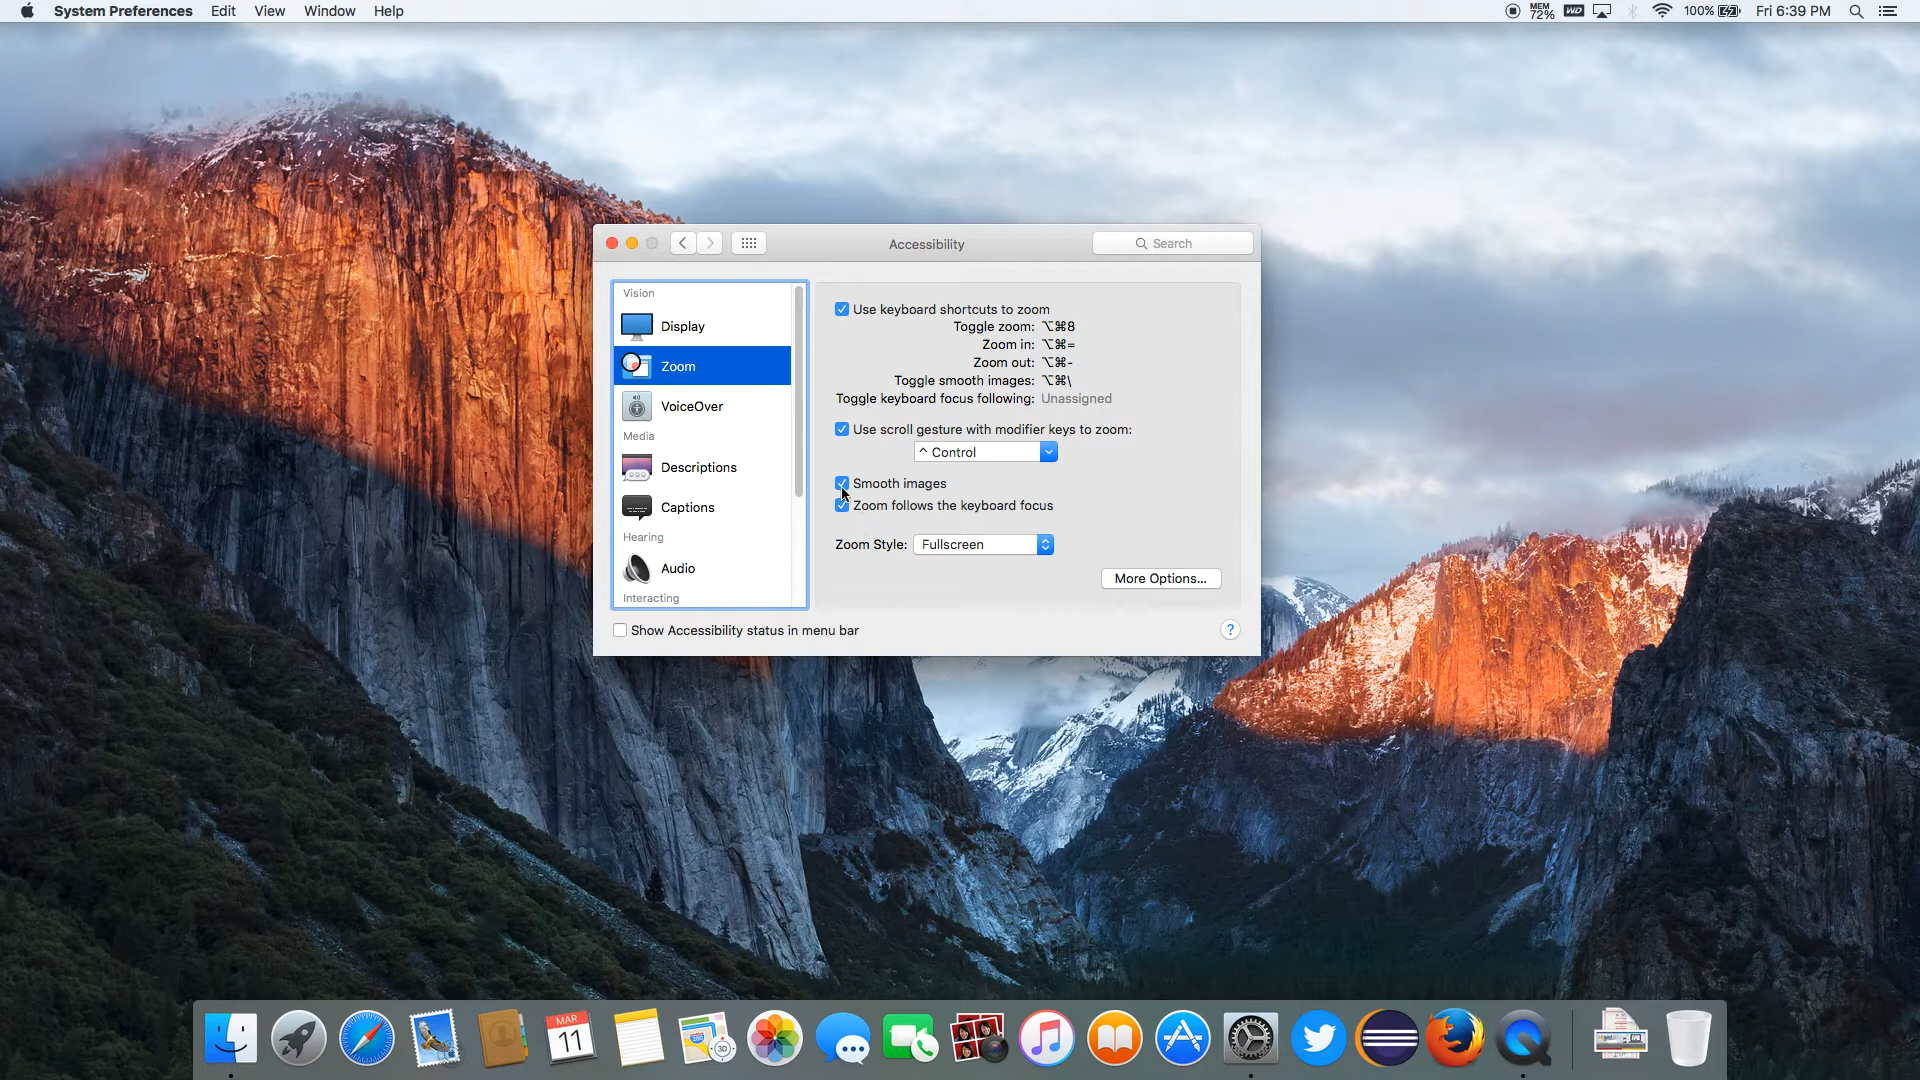 System Preferences Edit View Window Help
MEM 72% WD 100% Fri 6:39 PM
Accessibility
Search
Vision
Display
Zoom
VoiceOver
Media
Descriptions
Captions
Hearing
Audio
Interacting
Use keyboard shortcuts to zoom
Toggle zoom: ⌥⌘8
Zoom in: ⌥⌘=
Zoom out: ⌥⌘-
Toggle smooth images: ⌥⌘\
Toggle keyboard focus following: Unassigned
Use scroll gesture with modifier keys to zoom:
^ Control
Smooth images
Zoom follows the keyboard focus
Zoom Style: Fullscreen
More Options...
Show Accessibility status in menu bar
?
MAR
11
3D